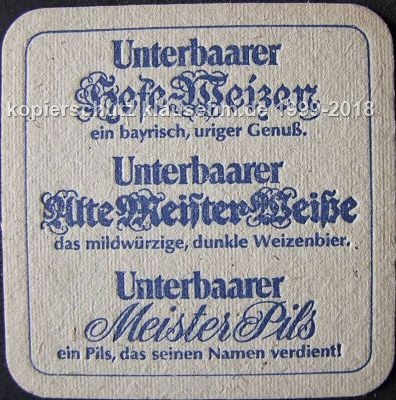 Unterbaarer
Hefe-Weizen
kopierschutz klausehm.de 1999-2018
ein bayrisch, uriger Genuß.
Unterbaarer
Alte Meister Weiße
das mildwürzige, dunkle Weizenbier.
Unterbaarer
Meister Pils
ein Pils, das seinen Namen verdient!